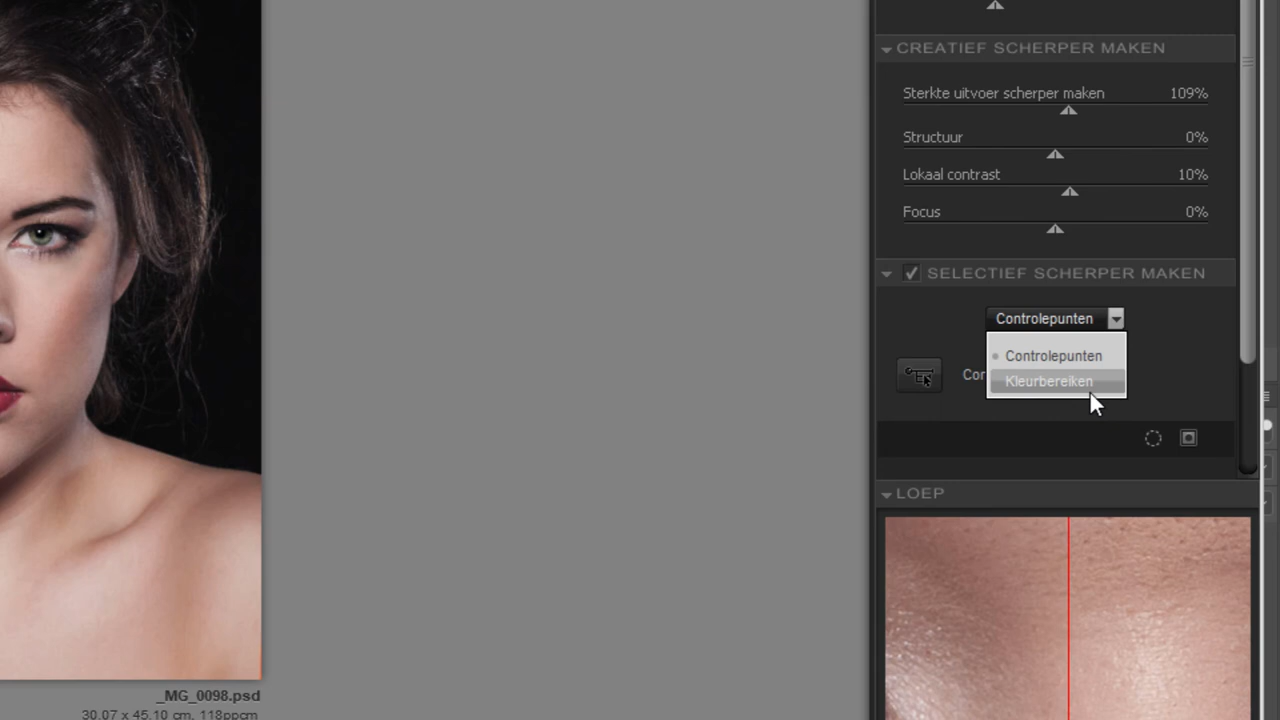 CREATIEF SCHERPER MAKEN
Sterkte uitvoer scherper maken 109%
Structuur 0%
Lokaal contrast 10%
Focus 0%
SELECTIEF SCHERPER MAKEN
Controlepunten
Controlepunten
Con
Kleurbereiken
LOEP
_MG_0098.psd
30.07 x 45.10 cm, 118ppcm